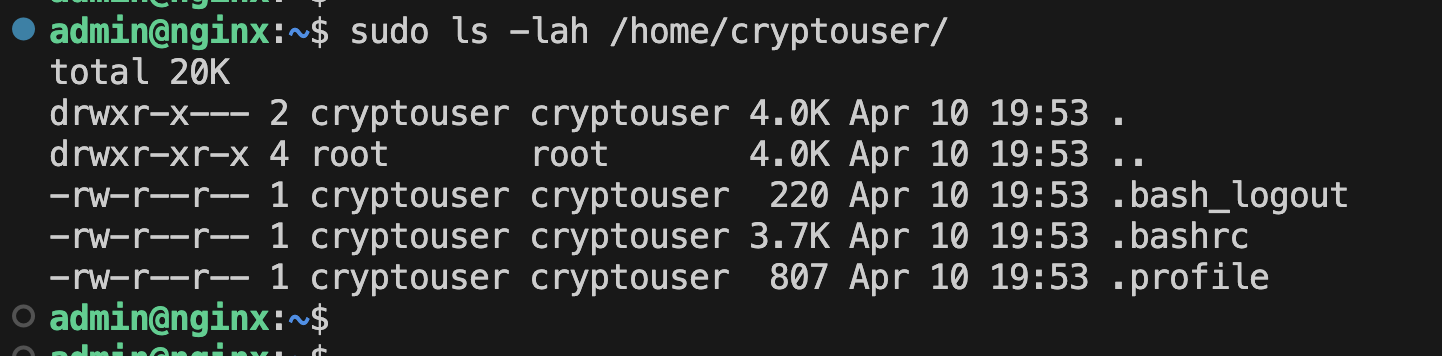 admin@nginx:~$ sudo ls -lah /home/cryptouser/
total 20K
drwxr-x--- 2 cryptouser cryptouser 4.0K Apr 10 19:53 .
drwxr-xr-x 4 root       root       4.0K Apr 10 19:53 ..
-rw-r--r-- 1 cryptouser cryptouser  220 Apr 10 19:53 .bash_logout
-rw-r--r-- 1 cryptouser cryptouser 3.7K Apr 10 19:53 .bashrc
-rw-r--r-- 1 cryptouser cryptouser  807 Apr 10 19:53 .profile
admin@nginx:~$
admin@nginx:~$